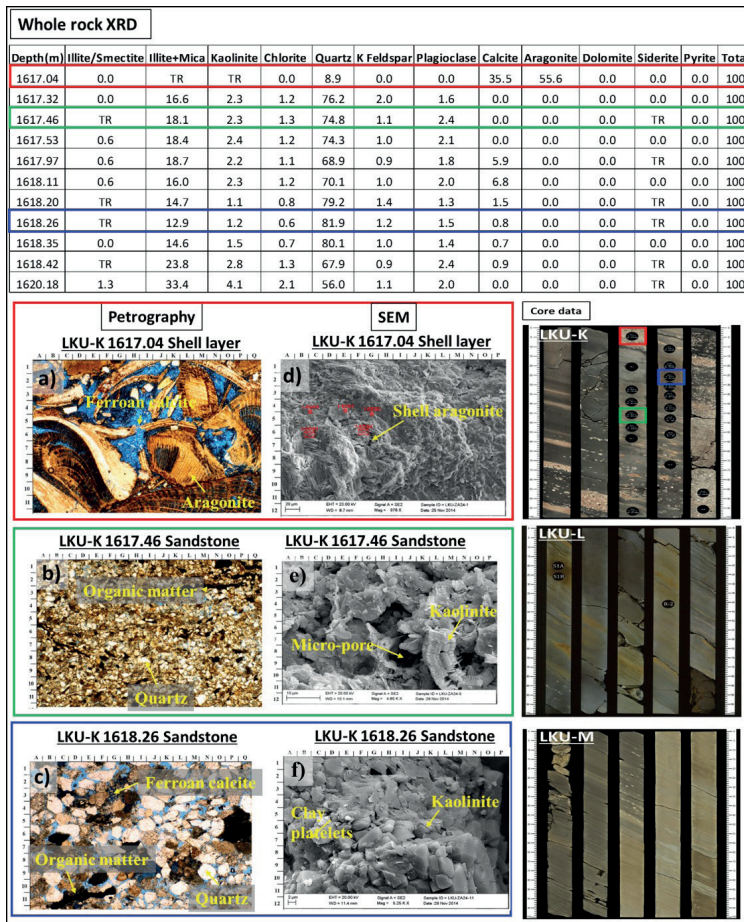 Whole rock XRD
Depth(m) Illite/Smectite Illite+Mica Kaolinite Chlorite Quartz K Feldspar Plagioclase Calcite Aragonite Dolomite Siderite Pyrite Total
1617.04 0.0 TR TR 0.0 8.9 0.0 0.0 35.5 55.6 0.0 0.0 0.0 100
1617.32 0.0 16.6 2.3 1.2 76.2 2.0 1.6 0.0 0.0 0.0 0.0 0.0 100
1617.46 TR 18.1 2.3 1.3 74.8 1.1 2.4 0.0 0.0 0.0 TR 0.0 100
1617.53 0.6 18.4 2.4 1.2 74.3 1.0 2.1 0.0 0.0 0.0 0.0 0.0 100
1617.97 0.6 18.7 2.2 1.1 68.9 0.9 1.8 5.9 0.0 0.0 TR 0.0 100
1618.11 0.6 16.0 2.3 1.2 70.1 1.0 2.0 6.8 0.0 0.0 0.0 0.0 100
1618.20 TR 14.7 1.1 0.8 79.2 1.4 1.3 1.5 0.0 0.0 TR 0.0 100
1618.26 TR 12.9 1.2 0.6 81.9 1.2 1.5 0.8 0.0 0.0 TR 0.0 100
1618.35 0.0 14.6 1.5 0.7 80.1 1.0 1.4 0.7 0.0 0.0 0.0 0.0 100
1618.42 TR 23.8 2.8 1.3 67.9 0.9 2.4 0.9 0.0 0.0 TR 0.0 100
1620.18 1.3 33.4 4.1 2.1 56.0 1.1 2.0 0.0 0.0 0.0 TR 0.0 100
Petrography
SEM
Core data
LKU-K 1617.04 Shell layer
LKU-K 1617.04 Shell layer
a)
Ferroan calcite
Aragonite
d)
Shell aragonite
LKU-K
LKU-K 1617.46 Sandstone
LKU-K 1617.46 Sandstone
b)
Organic matter
Quartz
e)
Kaolinite
Micro-pore
LKU-L
LKU-K 1618.26 Sandstone
LKU-K 1618.26 Sandstone
c)
Ferroan calcite
Organic matter
Quartz
f)
Kaolinite
Clay
platelets
LKU-M